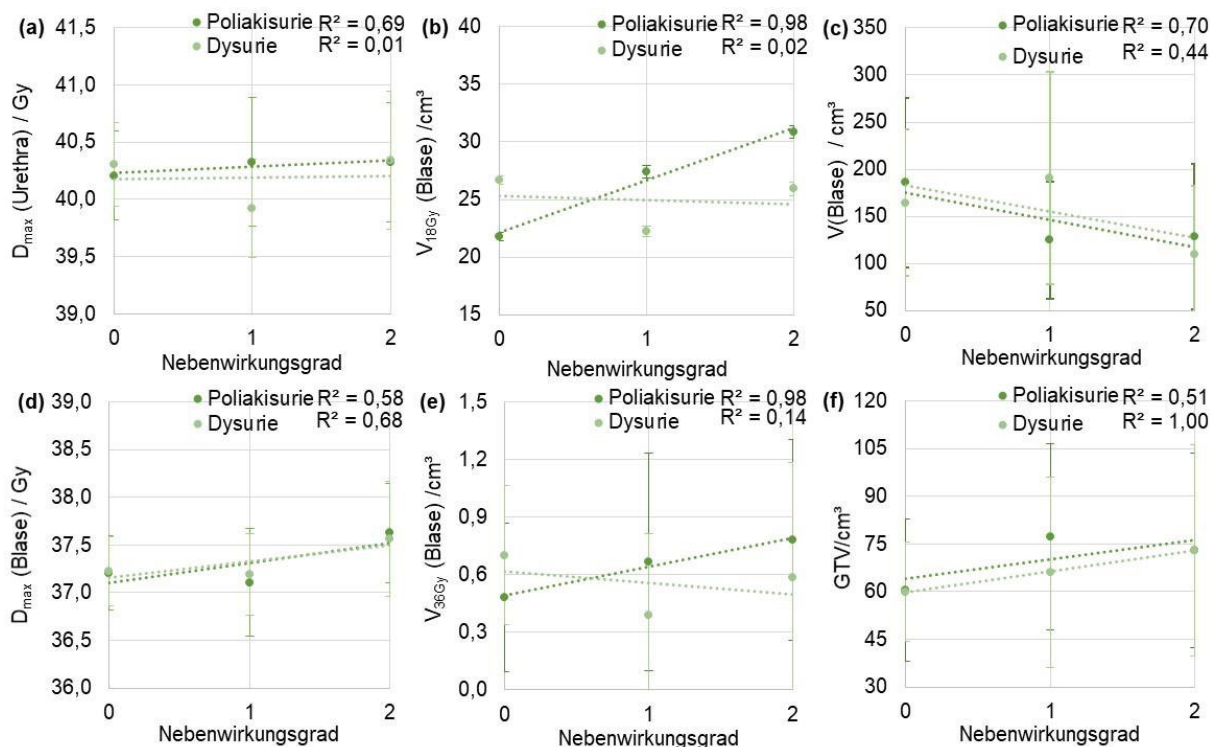 (a)
41,5
41,0
40,5
40,0
39,5
39,0
D max (Urethra) / Gy
Poliakisurie R² = 0,69
Dysurie R² = 0,01
0 1 2
Nebenwirkungsgrad
(b)
40
35
30
25
20
15
V 18Gy (Blase) /cm³
Poliakisurie R² = 0,98
Dysurie R² = 0,02
0 1 2
Nebenwirkungsgrad
(c)
350
300
250
200
150
100
50
V(Blase) / cm³
Poliakisurie R² = 0,70
Dysurie R² = 0,44
0 1 2
Nebenwirkungsgrad
(d)
39,0
38,5
38,0
37,5
37,0
36,5
36,0
D max (Blase) / Gy
Poliakisurie R² = 0,58
Dysurie R² = 0,68
0 1 2
Nebenwirkungsgrad
(e)
1,5
1,2
0,9
0,6
0,3
0,0
V 36Gy (Blase) /cm³
Poliakisurie R² = 0,98
Dysurie R² = 0,14
0 1 2
Nebenwirkungsgrad
(f)
120
105
90
75
60
45
30
GTV/cm³
Poliakisurie R² = 0,51
Dysurie R² = 1,00
0 1 2
Nebenwirkungsgrad